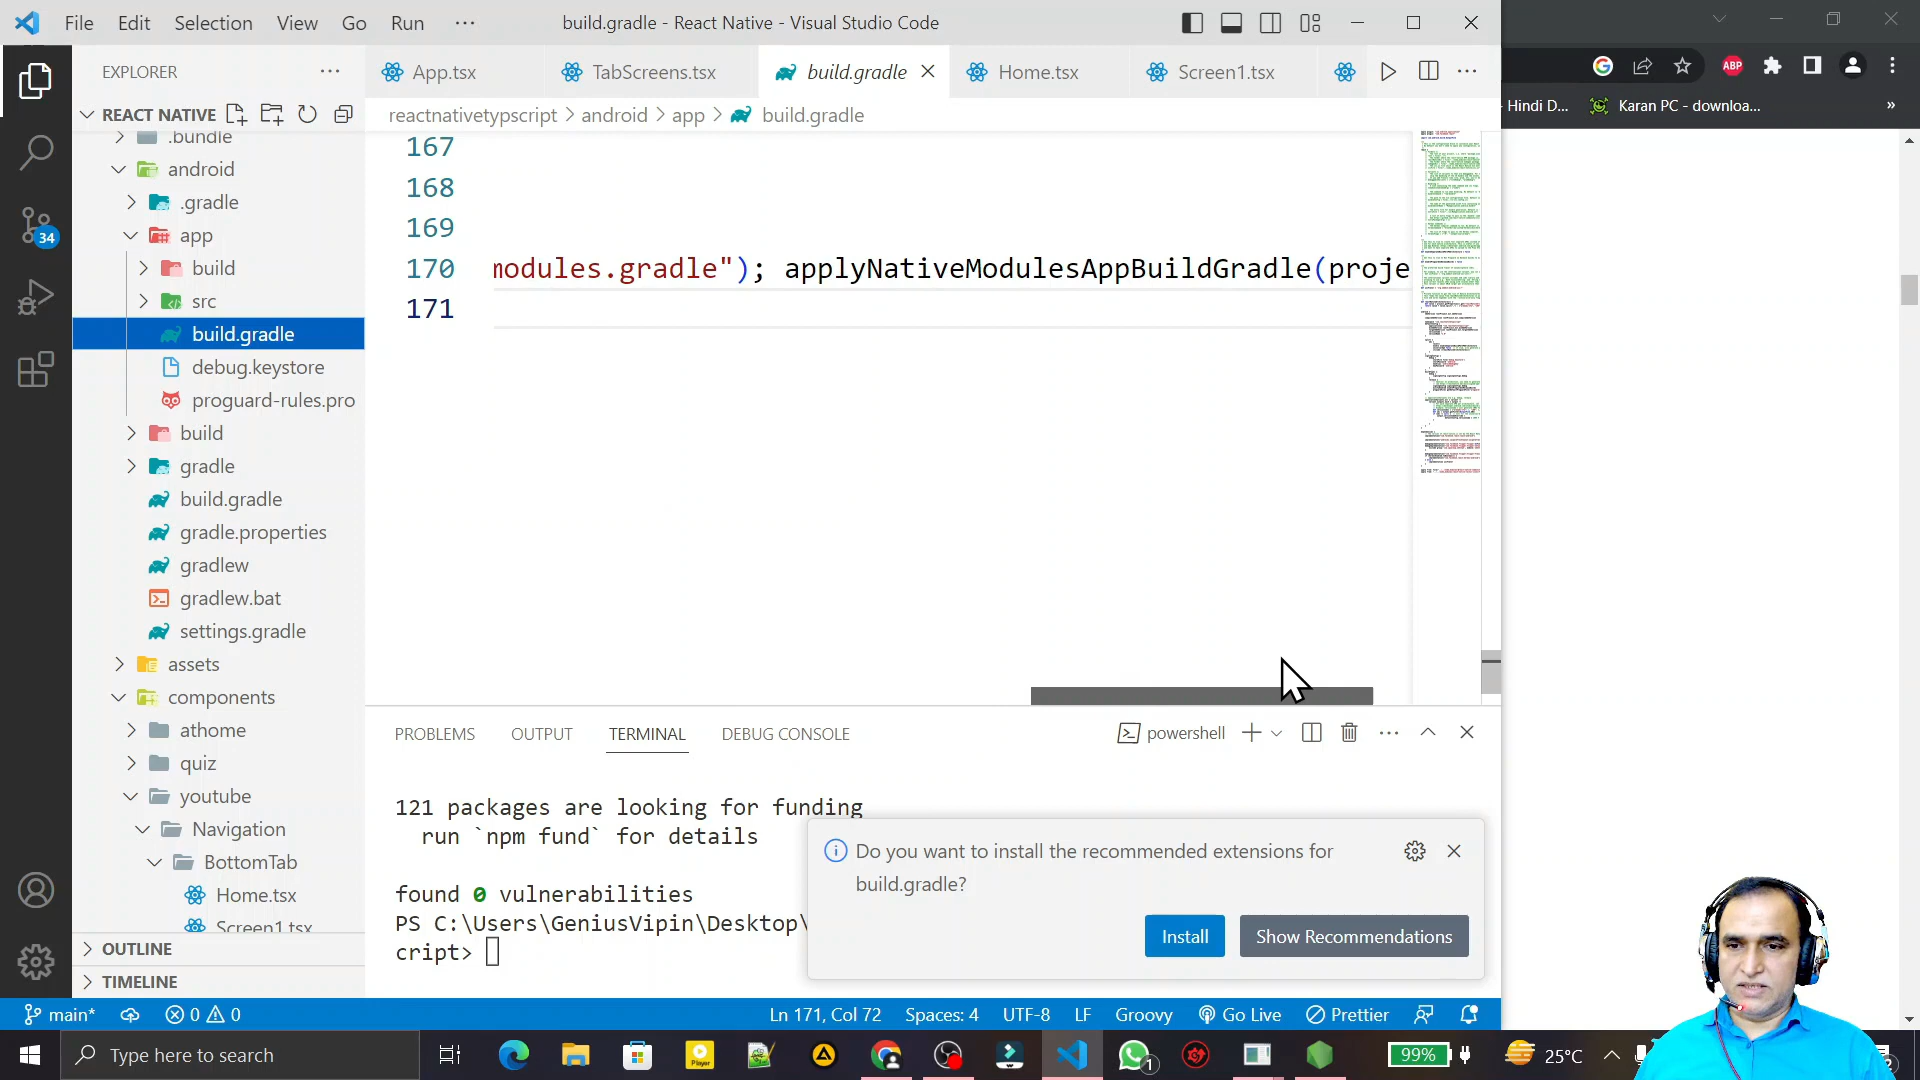 File Edit Selection View Go Run ···
build.gradle - React Native - Visual Studio Code
EXPLORER
App.tsx TabScreens.tsx build.gradle Home.tsx Screen1.tsx
ABP
REACT NATIVE
reactnativetypscript > android > app > build.gradle
- Hindi D... Karan PC - downloa... »
.bundle
android
.gradle
app
build
src
build.gradle
debug.keystore
proguard-rules.pro
build
gradle
build.gradle
gradle.properties
gradlew
gradlew.bat
settings.gradle
assets
components
athome
quiz
youtube
Navigation
BottomTab
Home.tsx
Screen1.tsx
OUTLINE
TIMELINE
34
167
168
169
170 modules.gradle"); applyNativeModulesAppBuildGradle(proje
171
PROBLEMS OUTPUT TERMINAL DEBUG CONSOLE
powershell
121 packages are looking for funding
run `npm fund` for details
found 0 vulnerabilities
PS C:\Users\GeniusVipin\Desktop\
cript>
Do you want to install the recommended extensions for
build.gradle?
Install Show Recommendations
main* 0 0
Ln 171, Col 72 Spaces: 4 UTF-8 LF Groovy Go Live Prettier
Type here to search
Player
1
99%
25°C